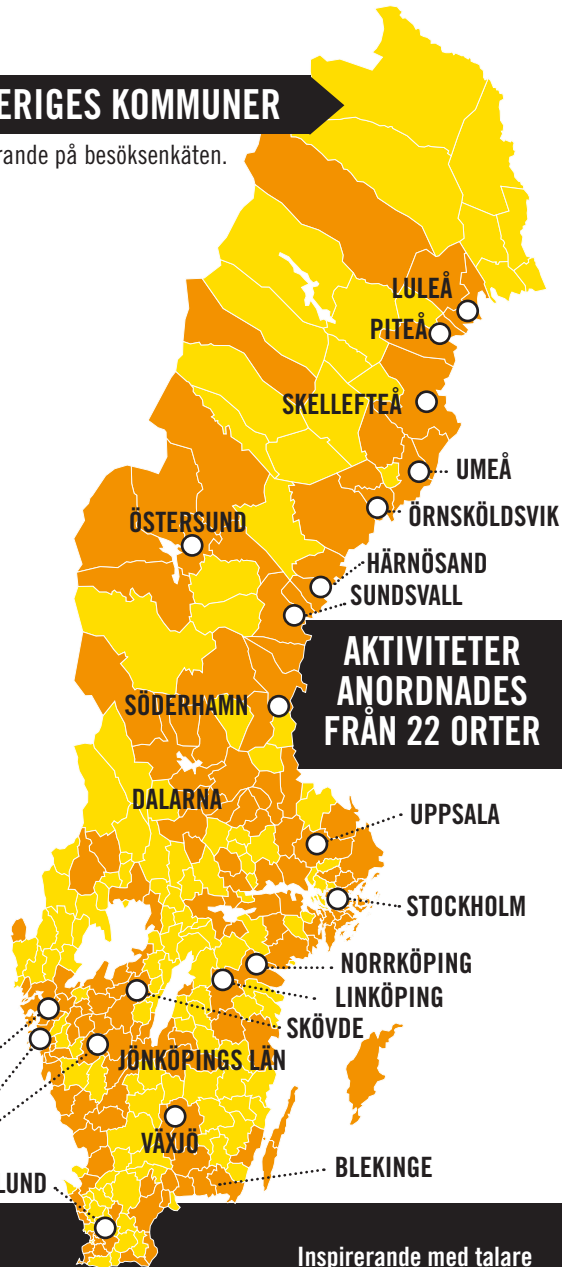 ERIGES KOMMUNER
rande på besöksenkäten.
LULEÅ
PITEÅ
SKELLEFTEÅ
UMEÅ
ÖRNSKÖLDSVIK
ÖSTERSUND
HÄRNÖSAND
SUNDSVALL
AKTIVITETER
ANORDNADES
FRÅN 22 ORTER
SÖDERHAMN
DALARNA
UPPSALA
STOCKHOLM
NORRKÖPING
LINKÖPING
SKÖVDE
JÖNKÖPINGS LÄN
VÄXJÖ
BLEKINGE
LUND
Inspirerande med talare